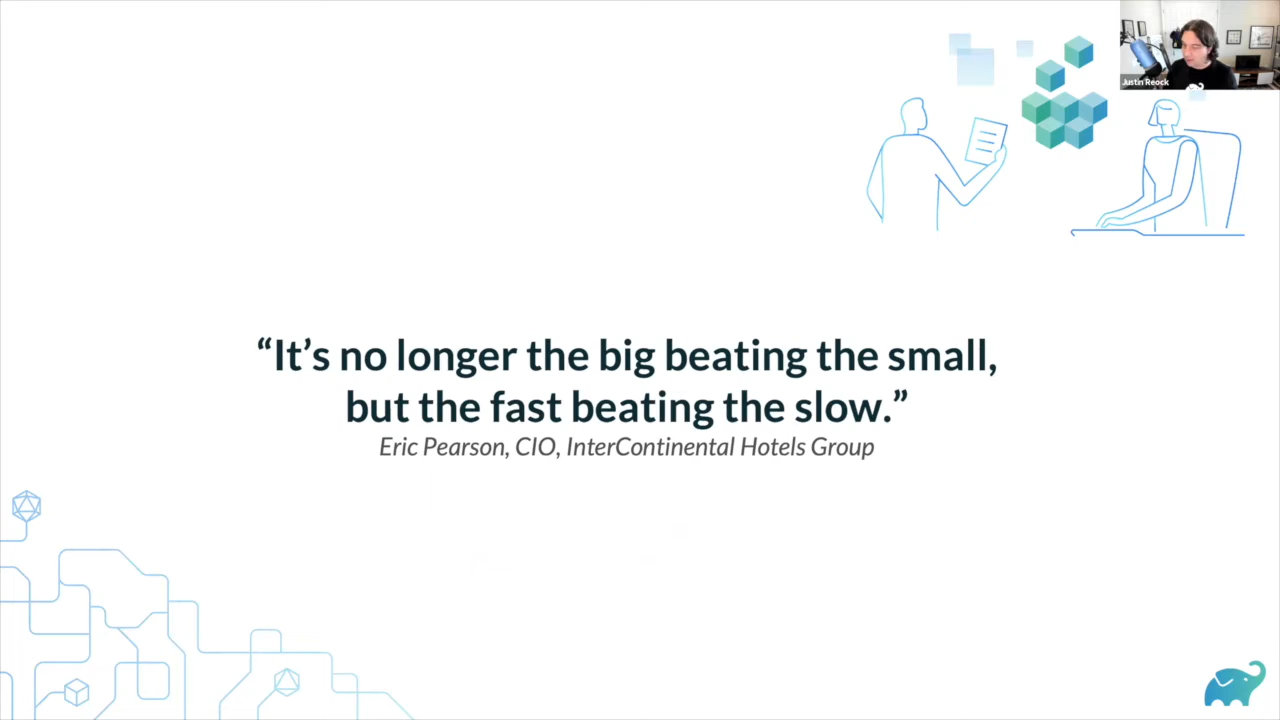 Justin Reock
“It’s no longer the big beating the small,
but the fast beating the slow.”
Eric Pearson, CIO, InterContinental Hotels Group